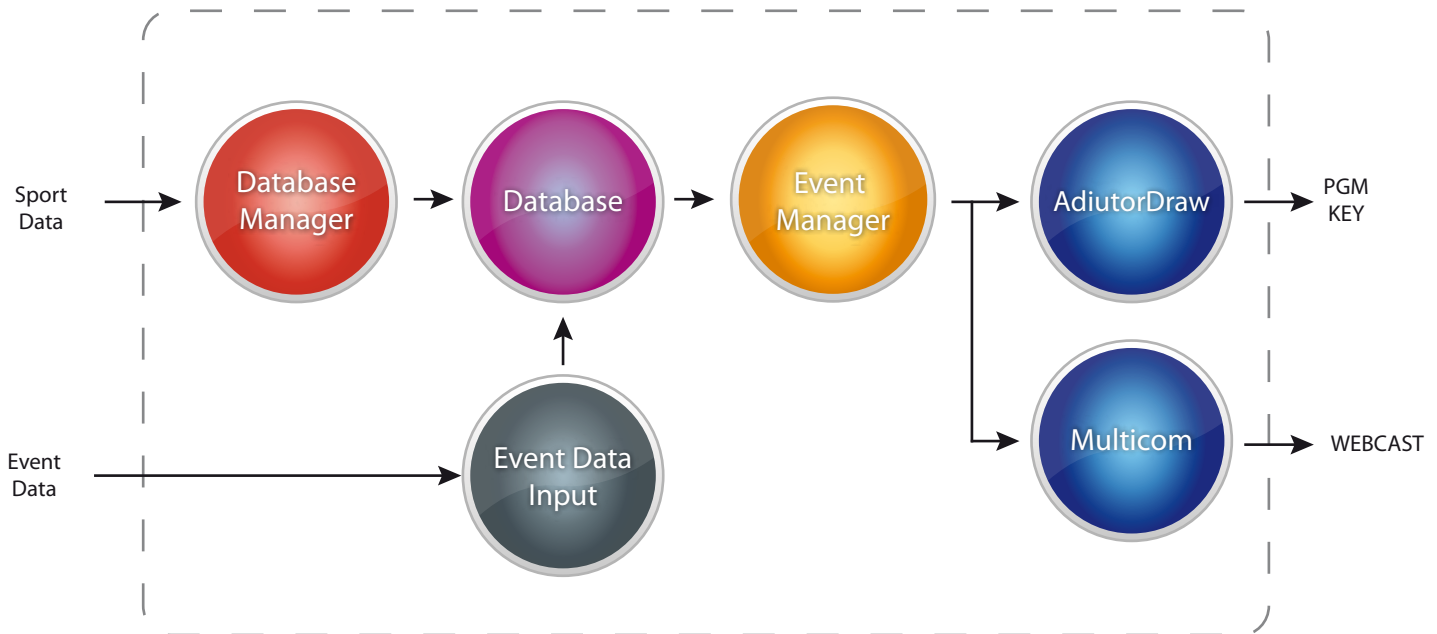 Sport
Data
Database
Manager
Database
Event
Manager
AdiutorDraw
PGM
KEY
Event
Data
Event Data
Input
Multicom
WEBCAST